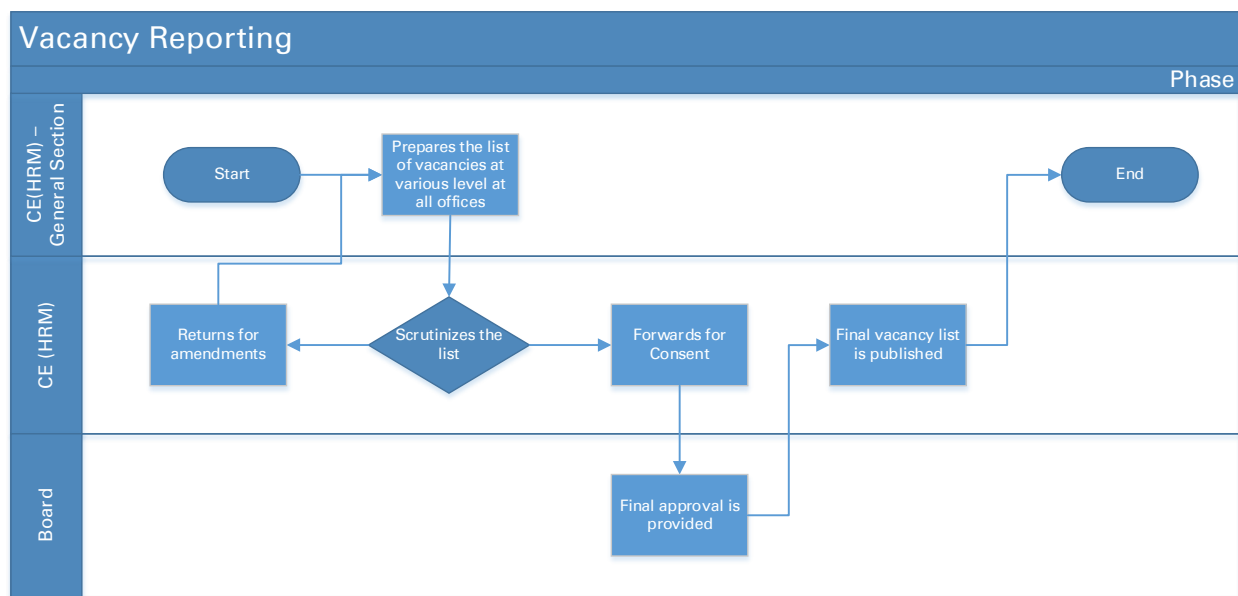 Vacancy Reporting
Phase
CE(HRM) –
General Section
Start
Prepares the list
of vacancies at
various level at
all offices
End
CE (HRM)
Returns for
amendments
Scrutinizes the
list
Forwards for
Consent
Final vacancy list
is published
Board
Final approval is
provided